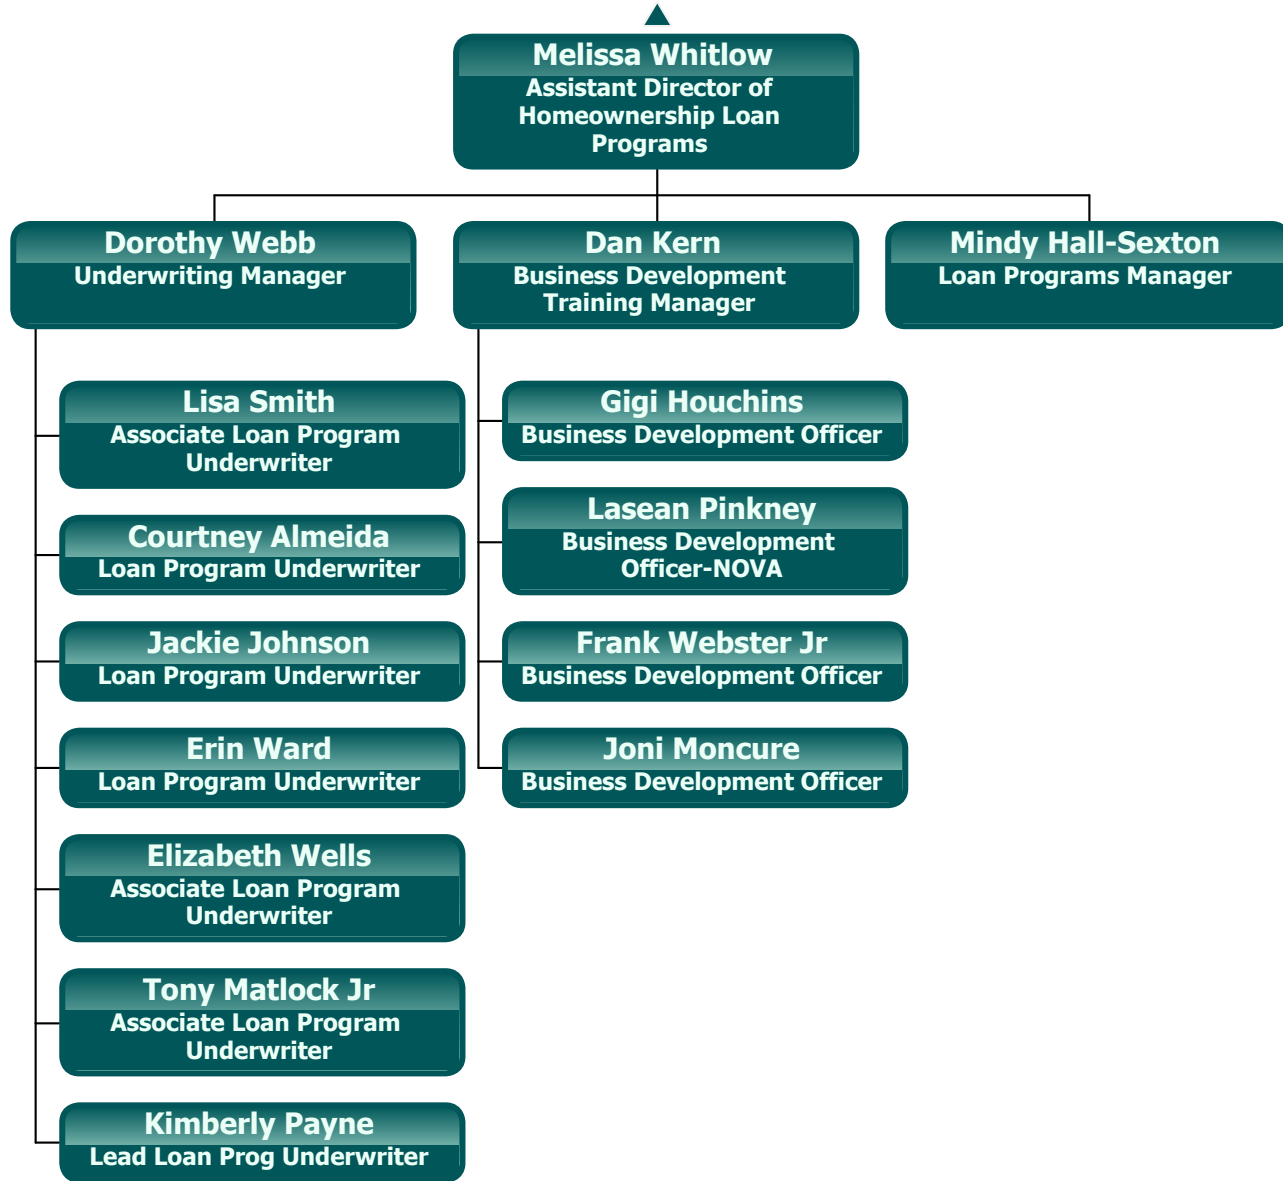 Melissa Whitlow
Assistant Director of
Homeownership Loan
Programs
Dorothy Webb
Underwriting Manager
Dan Kern
Business Development
Training Manager
Mindy Hall-Sexton
Loan Programs Manager
Lisa Smith
Associate Loan Program
Underwriter
Courtney Almeida
Loan Program Underwriter
Jackie Johnson
Loan Program Underwriter
Erin Ward
Loan Program Underwriter
Elizabeth Wells
Associate Loan Program
Underwriter
Tony Matlock Jr
Associate Loan Program
Underwriter
Kimberly Payne
Lead Loan Prog Underwriter
Gigi Houchins
Business Development Officer
Lasean Pinkney
Business Development
Officer-NOVA
Frank Webster Jr
Business Development Officer
Joni Moncure
Business Development Officer